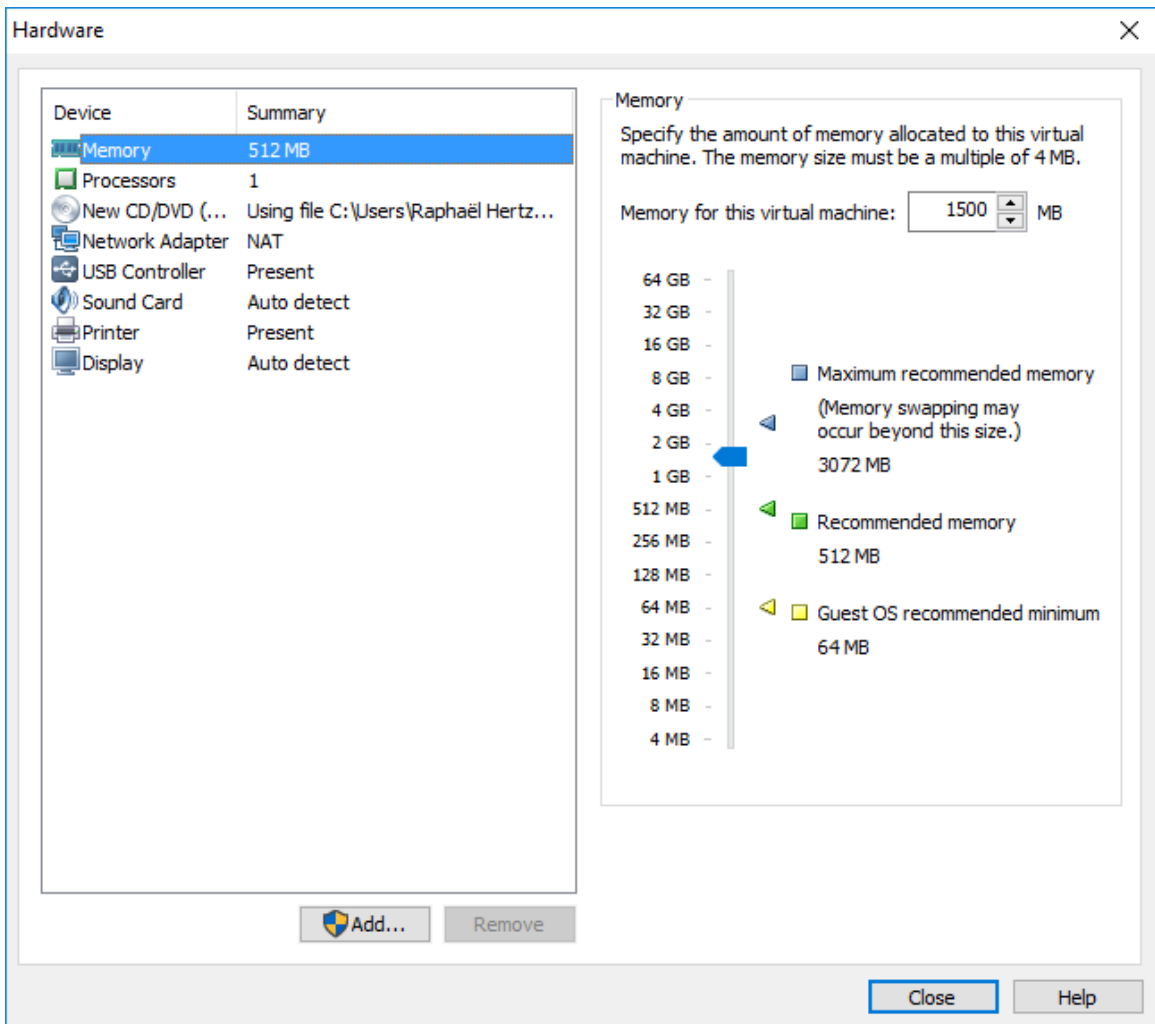 Hardware
Device Summary
Memory 512 MB
Processors 1
New CD/DVD (... Using file C:\Users\Raphaël Hertz...
Network Adapter NAT
USB Controller Present
Sound Card Auto detect
Printer Present
Display Auto detect
Add...
Remove
Memory
Specify the amount of memory allocated to this virtual
machine. The memory size must be a multiple of 4 MB.
Memory for this virtual machine: 1500 MB
64 GB
32 GB
16 GB
8 GB
4 GB
2 GB
1 GB
512 MB
256 MB
128 MB
64 MB
32 MB
16 MB
8 MB
4 MB
Maximum recommended memory
(Memory swapping may
occur beyond this size.)
3072 MB
Recommended memory
512 MB
Guest OS recommended minimum
64 MB
Close
Help